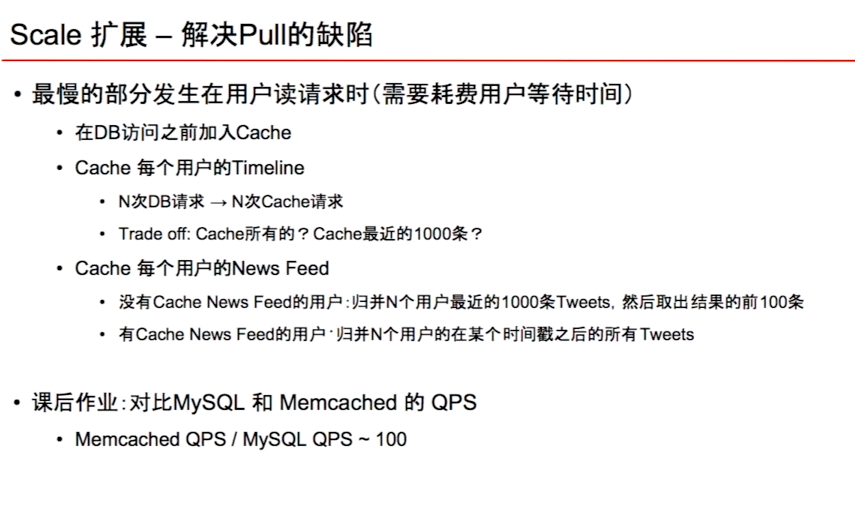 Scale 扩展 – 解决Pull的缺陷
• 最慢的部分发生在用户读请求时(需要耗费用户等待时间)
• 在DB访问之前加入Cache
• Cache 每个用户的Timeline
• N次DB请求 → N次Cache请求
• Trade off: Cache所有的？Cache最近的1000条？
• Cache 每个用户的News Feed
• 没有Cache News Feed的用户:归并N个用户最近的1000条Tweets, 然后取出结果的前100条
• 有Cache News Feed的用户:归并N个用户的在某个时间戳之后的所有Tweets
• 课后作业:对比MySQL 和 Memcached 的 QPS
• Memcached QPS / MySQL QPS ~ 100